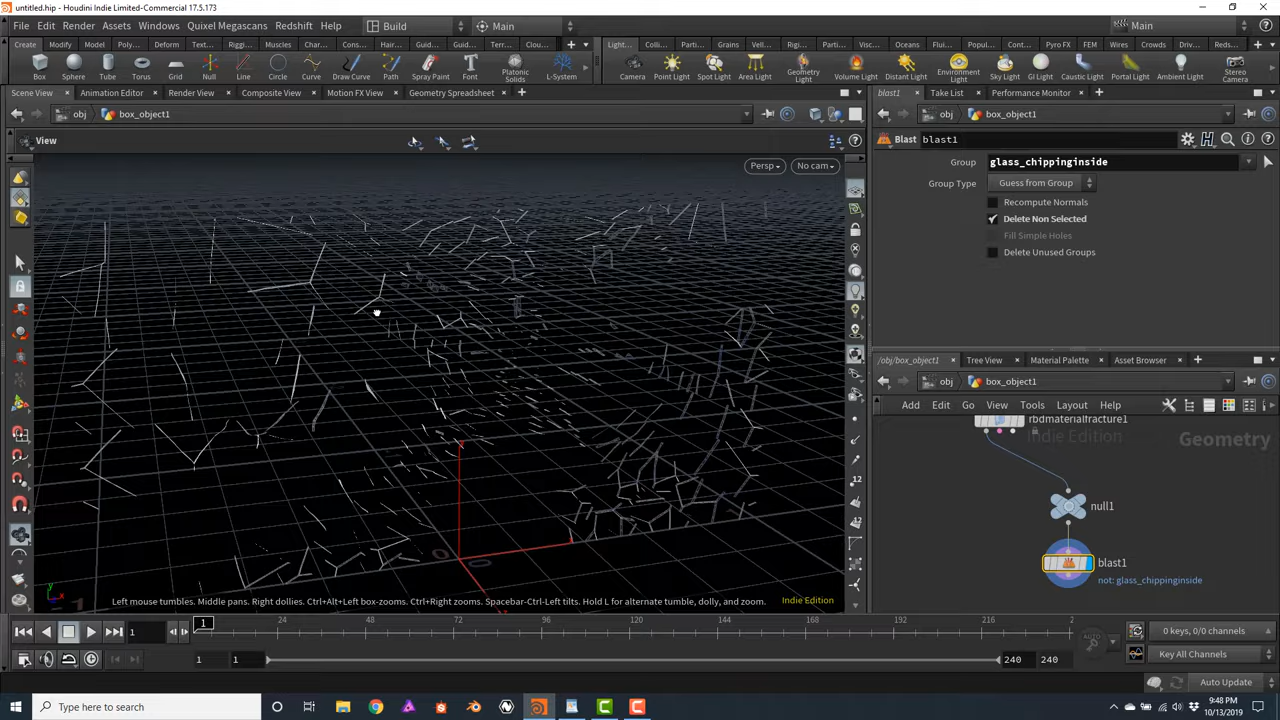 untitled.hip - Houdini Indie Limited-Commercial 17.5.173
File Edit Render Assets Windows Quixel Megascans Redshift Help Build Main Main
Create Modify Model Poly... Deform Text... Riggi... Muscles Char... Cons... Hair... Guid... Guid... Terr... Clou... Light... Colli... Parti... Grains Vell... Rigi... Parti... Visc... Oceans Flui... Popul... Cont... Pyro FX FEM Wires Crowds Driv... Reds...
Box Sphere Tube Torus Grid Null Line Circle Curve Draw Curve Path Spray Paint Font Platonic Solids L-System Camera Point Light Spot Light Area Light Geometry Light Volume Light Distant Light Environment Light Sky Light GI Light Caustic Light Portal Light Ambient Light Stereo Camera
Scene View Animation Editor Render View Composite View Motion FX View Geometry Spreadsheet
blast1 Take List Performance Monitor
obj box_object1
obj box_object1
View
Blast blast1
Persp No cam
Group glass_chippinginside
Group Type Guess from Group
Recompute Normals
Delete Non Selected
Fill Simple Holes
Delete Unused Groups
/obj/box_object1 Tree View Material Palette Asset Browser
obj box_object1
Add Edit Go View Tools Layout Help
rbdmaterialfracture1
Indie Edition
Geometry
null1
blast1
not: glass_chippinginside
0
0
Left mouse tumbles. Middle pans. Right dollies. Ctrl+Alt+Left box-zooms. Ctrl+Right zooms. Spacebar-Ctrl-Left tilts. Hold L for alternate tumble, dolly, and zoom.
Indie Edition
1 1 24 48 72 96 120 144 168 192 216 2
0 keys, 0/0 channels
1 1 240 240
Key All Channels
Auto Update
Type here to search
9:48 PM
10/13/2019